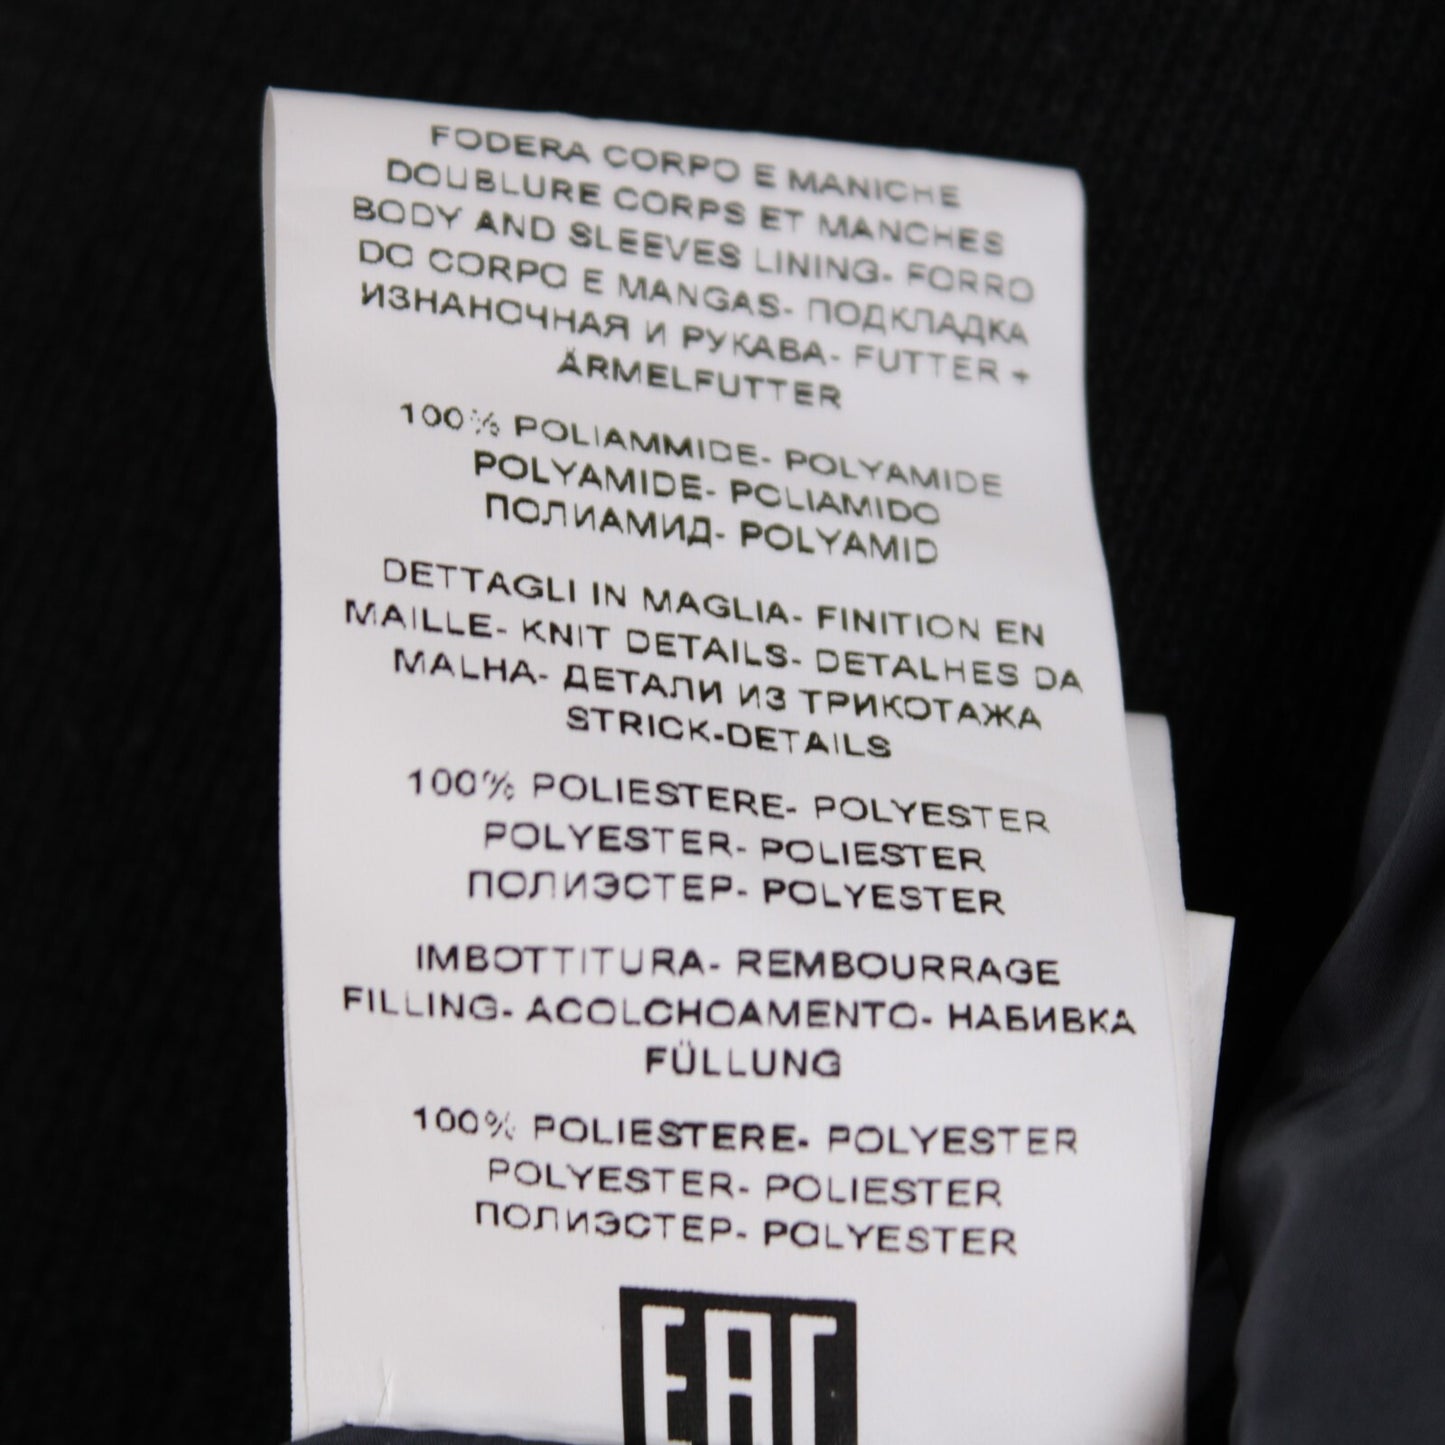 FODERA CORPO E MANICHE
DOUBLURE CORPS ET MANCHES
BODY AND SLEEVES LINING- FORRO
DO CORPO E MANGAS- ПОДКЛАДКА
ИЗНАНОЧНАЯ И РУКАВА- FUTTER +
ÄRMELFUTTER
100% POLIAMMIDE- POLYAMIDE
POLYAMIDE- POLIAMIDO
ПОЛИАМИД- POLYAMID
DETTAGLI IN MAGLIA- FINITION EN
MAILLE- KNIT DETAILS- DETALHES DA
MALHA- ДЕТАЛИ ИЗ ТРИКОТАЖА
STRICK-DETAILS
100% POLIESTERE- POLYESTER
POLYESTER- POLIESTER
ПОЛИЭСТЕР- POLYESTER
IMBOTTITURA- REMBOURRAGE
FILLING- ACOLCHOAMENTO- НАБИВКА
FÜLLUNG
100% POLIESTERE- POLYESTER
POLYESTER- POLIESTER
ПОЛИЭСТЕР- POLYESTER
EAC